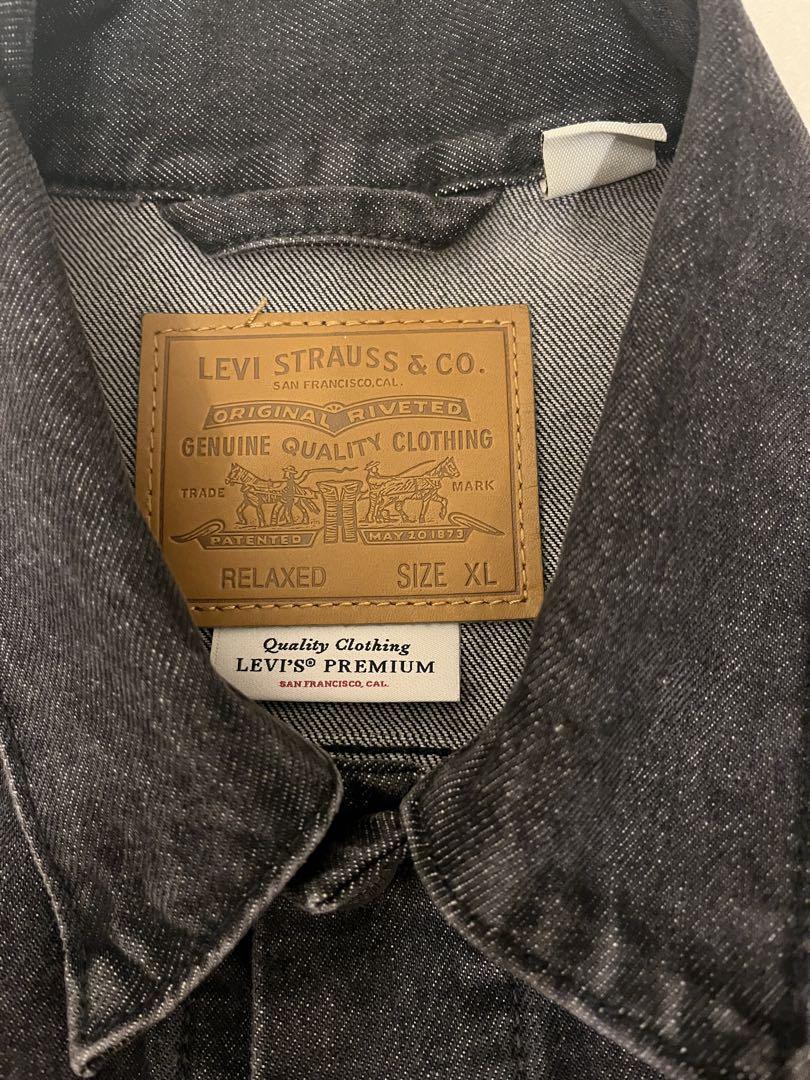 LEVI STRAUSS & CO.
SAN FRANCISCO, CAL.
ORIGINAL RIVETED
GENUINE QUALITY CLOTHING
TRADE MARK
PATENTED MAY 20 1873
RELAXED SIZE XL
Quality Clothing
LEVI'S® PREMIUM
SAN FRANCISCO, CAL.